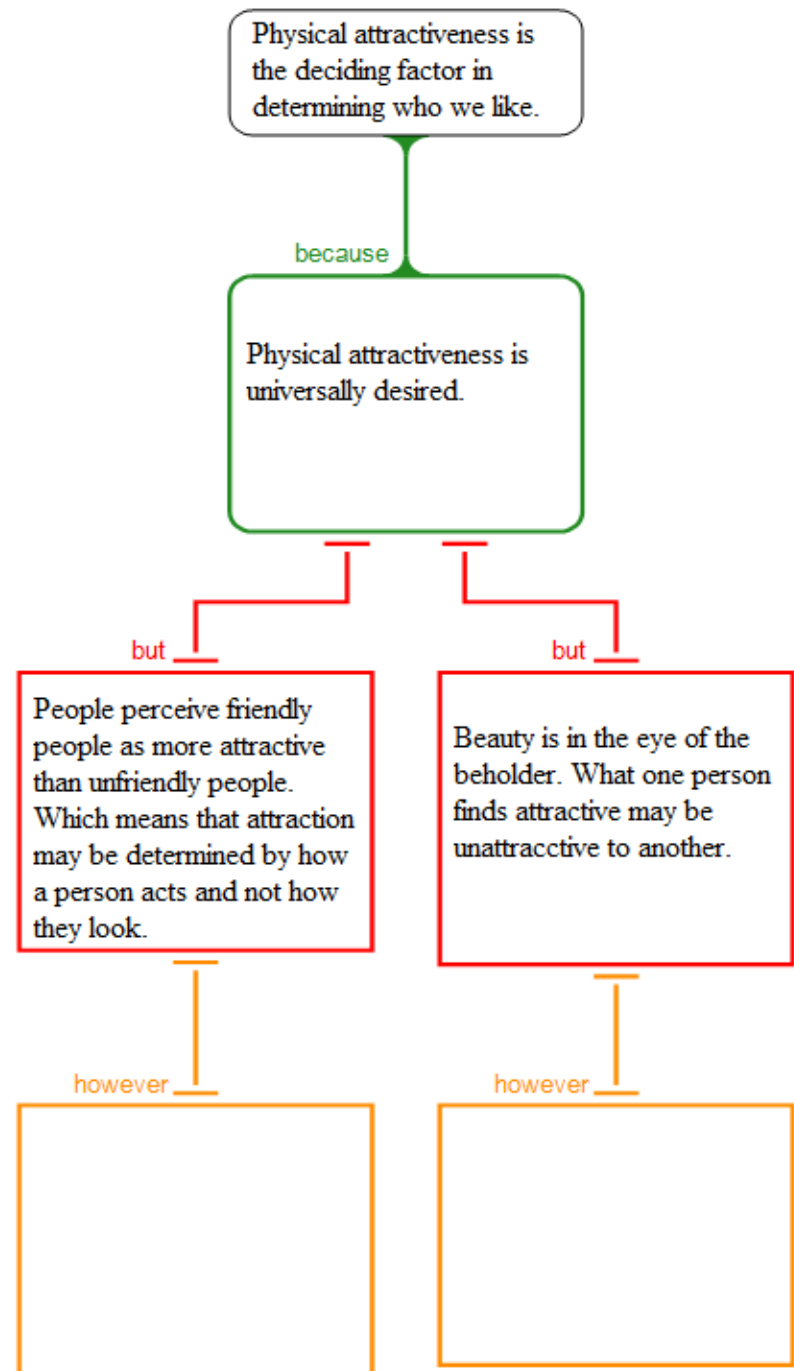 Physical attractiveness is
the deciding factor in
determining who we like.
because
Physical attractiveness is
universally desired.
but
People perceive friendly
people as more attractive
than unfriendly people.
Which means that attraction
may be determined by how
a person acts and not how
they look.
but
Beauty is in the eye of the
beholder. What one person
finds attractive may be
unattracctive to another.
however
however